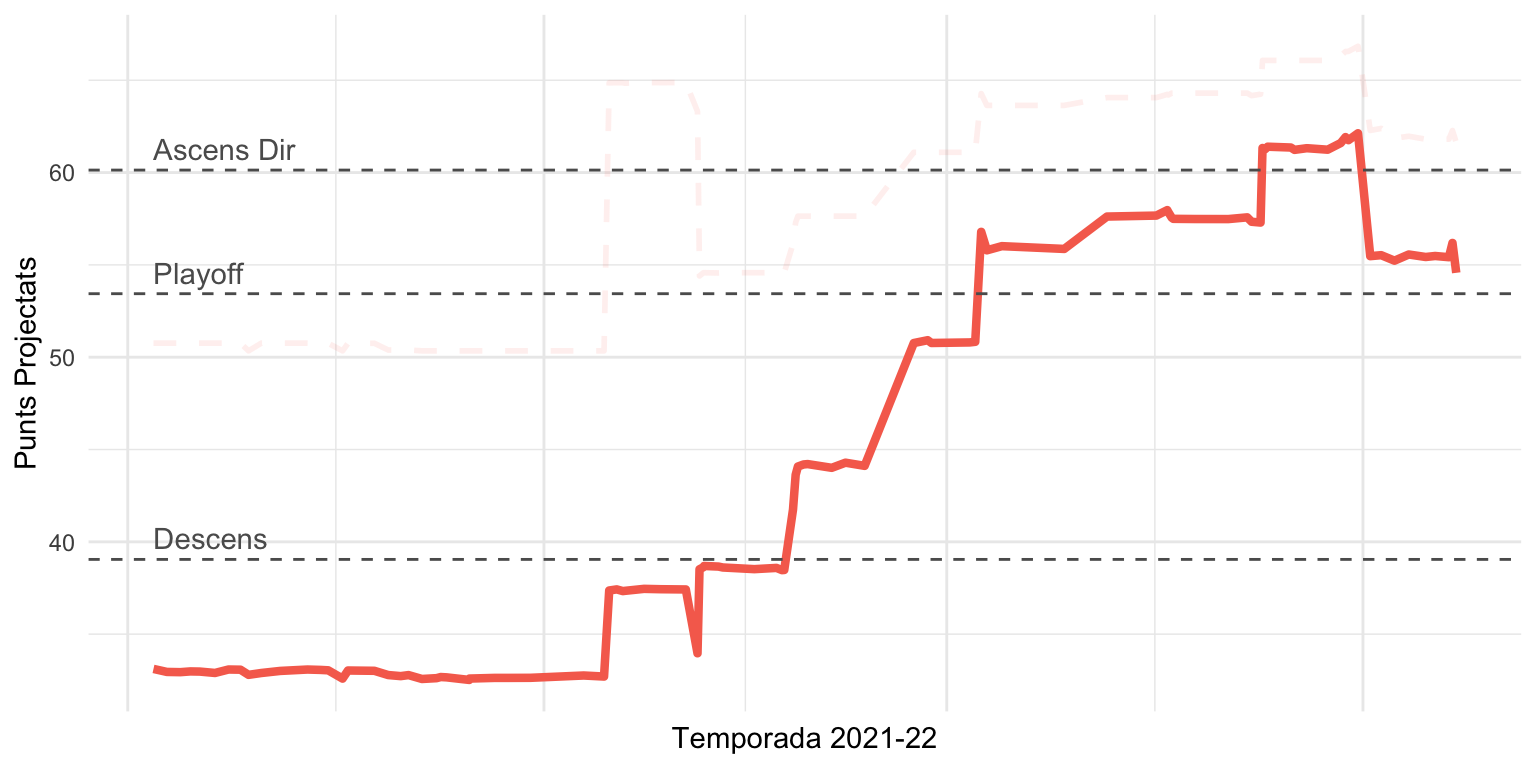 Ascens Dir
60
Playoff
50
Descens
40
Punts Projectats
Temporada 2021-22